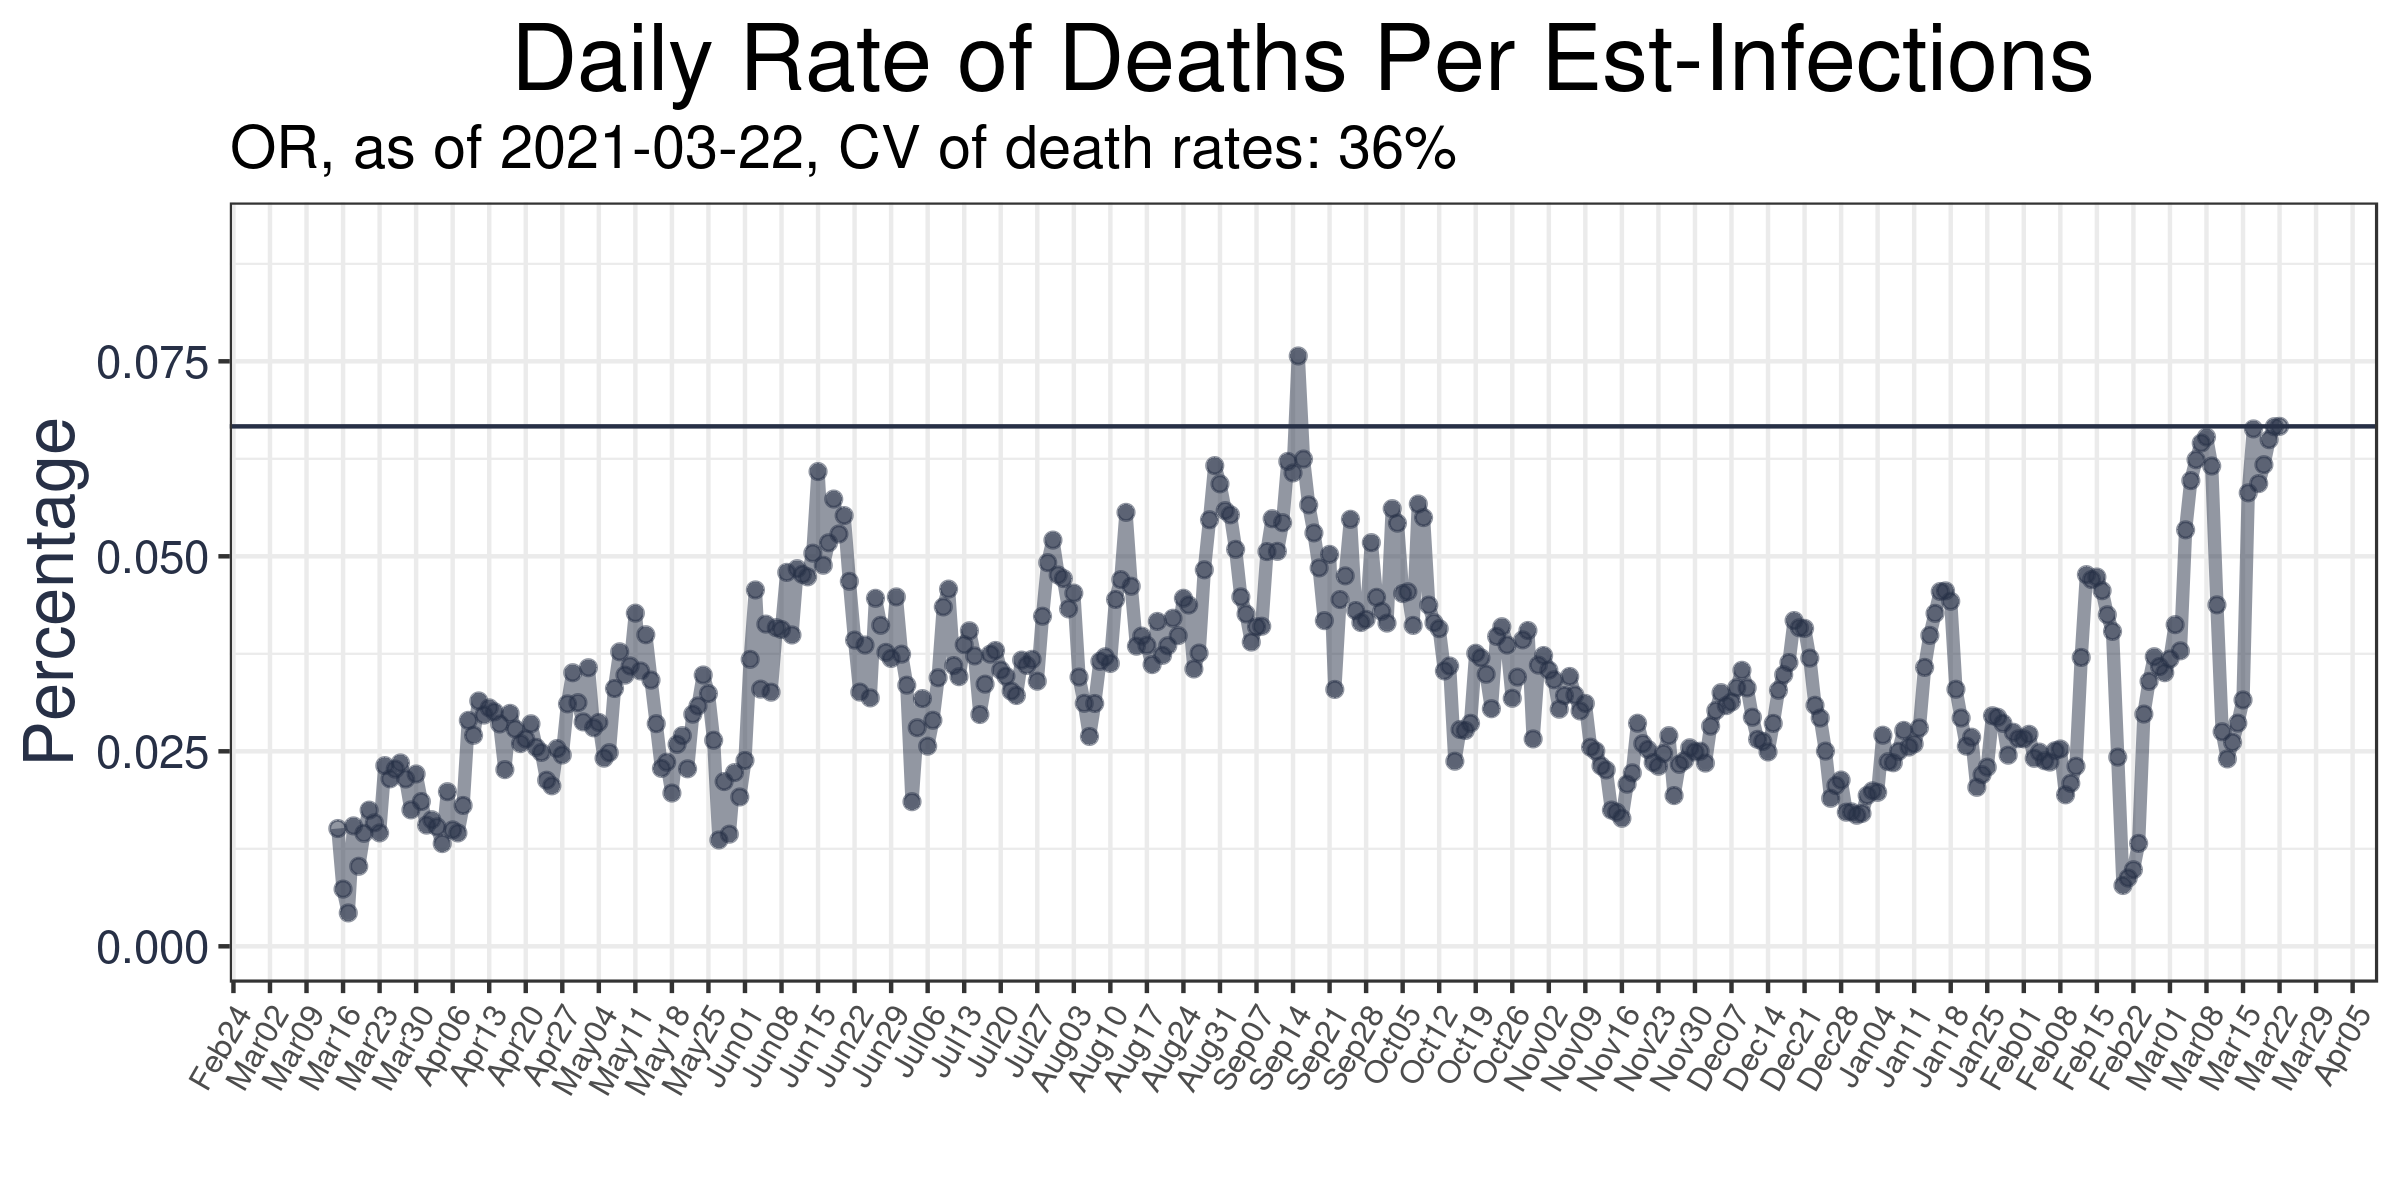 Daily Rate of Deaths Per Est-Infections
OR, as of 2021-03-22, CV of death rates: 36%
Percentage
0.075
0.050
0.025
0.000
Feb24
Mar02
Mar09
Mar16
Mar23
Mar30
Apr06
Apr13
Apr20
Apr27
May04
May11
May18
May25
Jun01
Jun08
Jun15
Jun22
Jun29
Jul06
Jul13
Jul20
Jul27
Aug03
Aug10
Aug17
Aug24
Aug31
Sep07
Sep14
Sep21
Sep28
Oct05
Oct12
Oct19
Oct26
Nov02
Nov09
Nov16
Nov23
Nov30
Dec07
Dec14
Dec21
Dec28
Jan04
Jan11
Jan18
Jan25
Feb01
Feb08
Feb15
Feb22
Mar01
Mar08
Mar15
Mar22
Mar29
Apr05